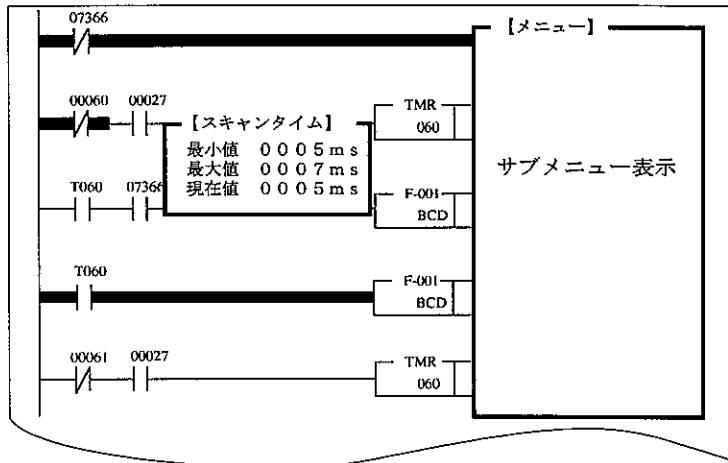 07366
【メニュー】
00060 00027
【スキャンタイム】
最小値 0005ms
最大値 0007ms
現在値 0005ms
TMR
060
サブメニュー表示
T060 07366
F-001
BCD
T060
F-001
BCD
00061 00027
TMR
060